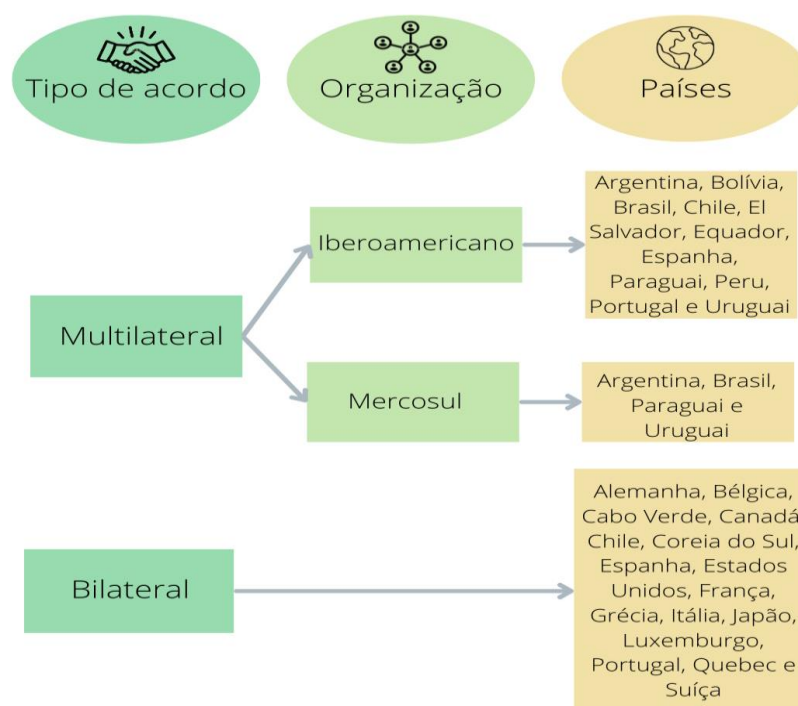 Tipo de acordo
Organização
Países
Multilateral
Iberoamericano
Argentina, Bolívia,
Brasil, Chile, El
Salvador, Equador,
Espanha,
Paraguai, Peru,
Portugal e Uruguai
Mercosul
Argentina, Brasil,
Paraguai e
Uruguai
Bilateral
Alemanha, Bélgica,
Cabo Verde, Canadá
Chile, Coreia do Sul,
Espanha, Estados
Unidos, França,
Grécia, Itália, Japão,
Luxemburgo,
Portugal, Quebec e
Suíça